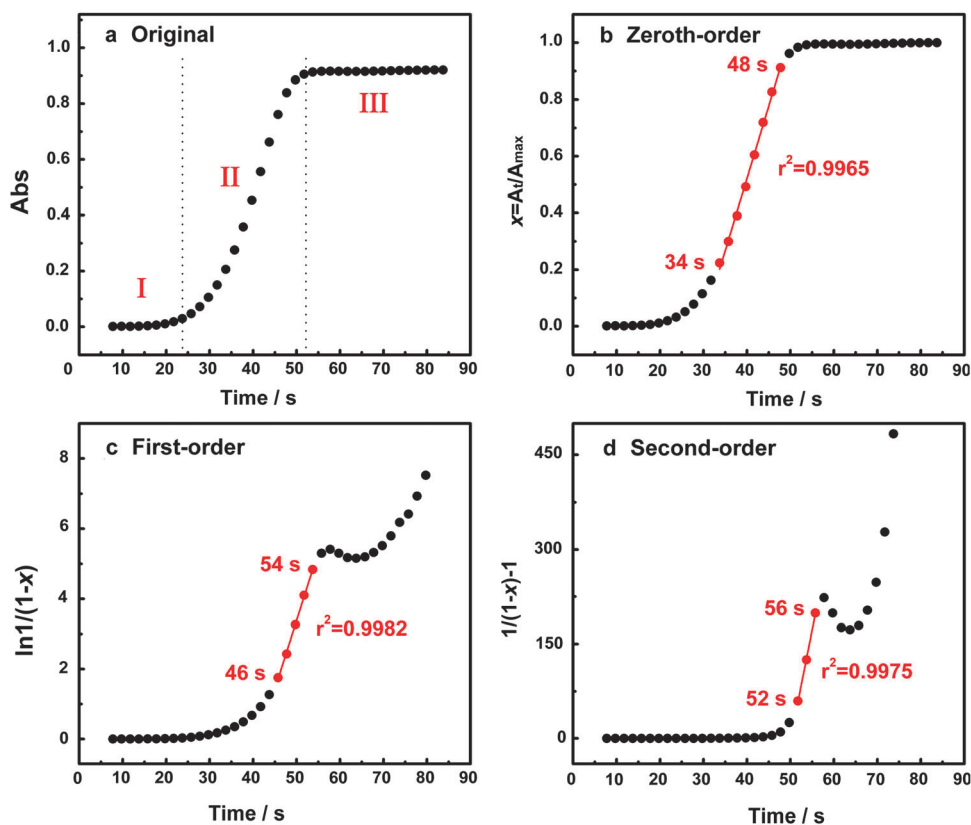 a Original
Abs
1.0
0.8
0.6
0.4
0.2
0.0
I
II
III
0 10 20 30 40 50 60 70 80 90
Time / s
b Zeroth-order
x=At/Amax
1.0
0.8
0.6
0.4
0.2
0.0
48 s
r²=0.9965
34 s
0 10 20 30 40 50 60 70 80 90
Time / s
c First-order
ln1/(1-x)
8
6
4
2
0
54 s
r²=0.9982
46 s
0 10 20 30 40 50 60 70 80 90
Time / s
d Second-order
1/(1-x)-1
450
300
150
0
56 s
r²=0.9975
52 s
0 10 20 30 40 50 60 70 80 90
Time / s